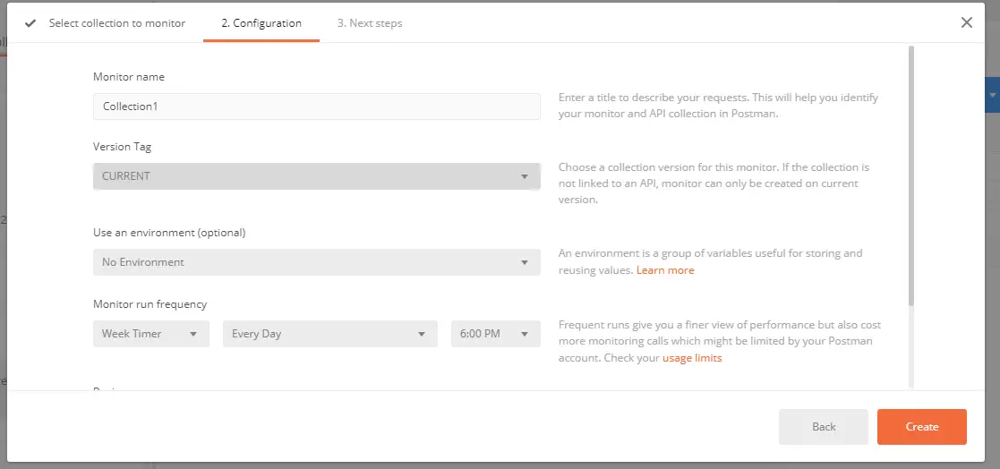 Select collection to monitor
2. Configuration
3. Next steps
Monitor name
Collection1
Enter a title to describe your requests. This will help you identify
your monitor and API collection in Postman.
Version Tag
CURRENT
Choose a collection version for this monitor. If the collection is
not linked to an API, monitor can only be created on current
version.
Use an environment (optional)
No Environment
An environment is a group of variables useful for storing and
reusing values. Learn more
Monitor run frequency
Week Timer
Every Day
6:00 PM
Frequent runs give you a finer view of performance but also cost
more monitoring calls which might be limited by your Postman
account. Check your usage limits
Back
Create